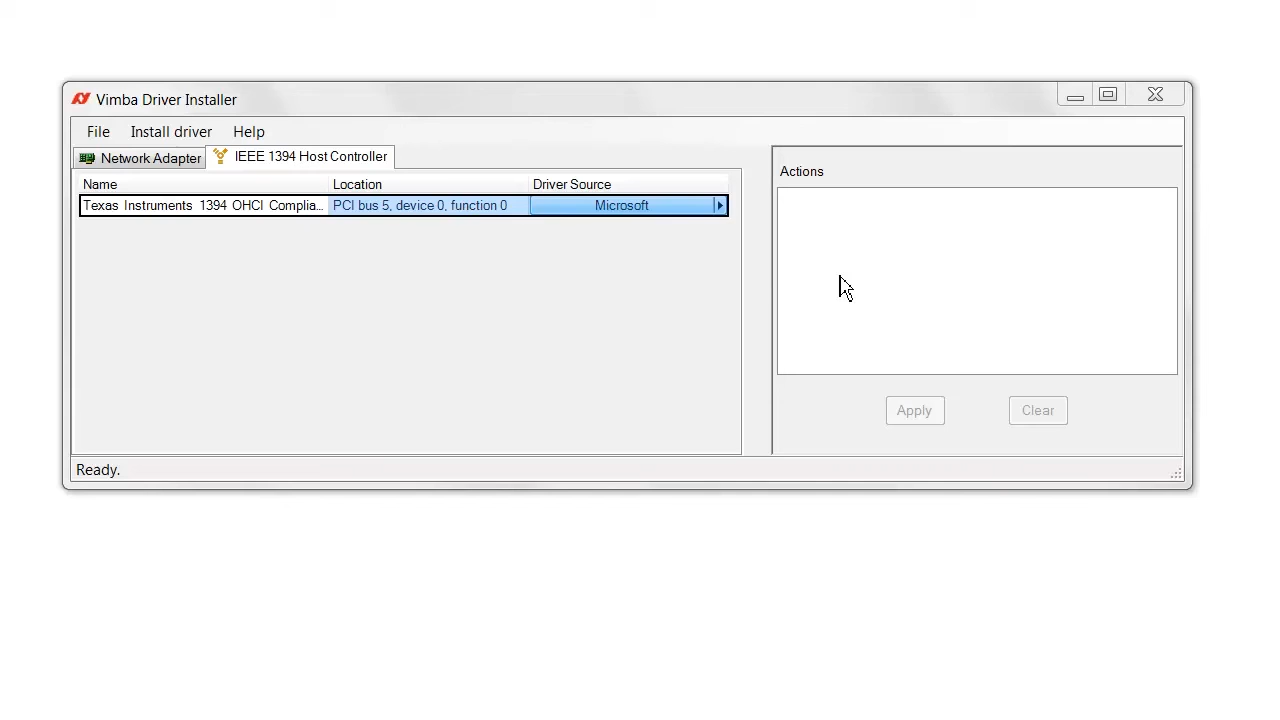 Vimba Driver Installer
File Install driver Help
Network Adapter IEEE 1394 Host Controller
Name Location Driver Source
Texas Instruments 1394 OHCI Complia... PCI bus 5, device 0, function 0 Microsoft
Actions
Apply Clear
Ready.